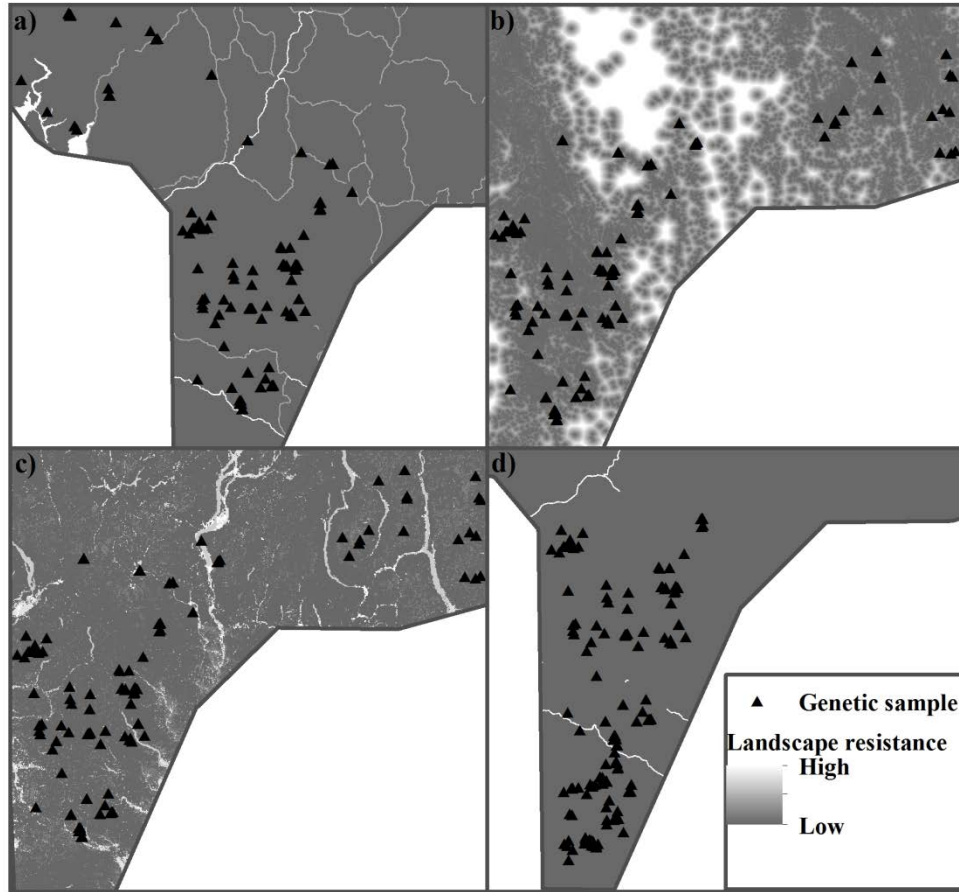 a)
b)
c)
d)
Genetic sample
Landscape resistance
High
Low